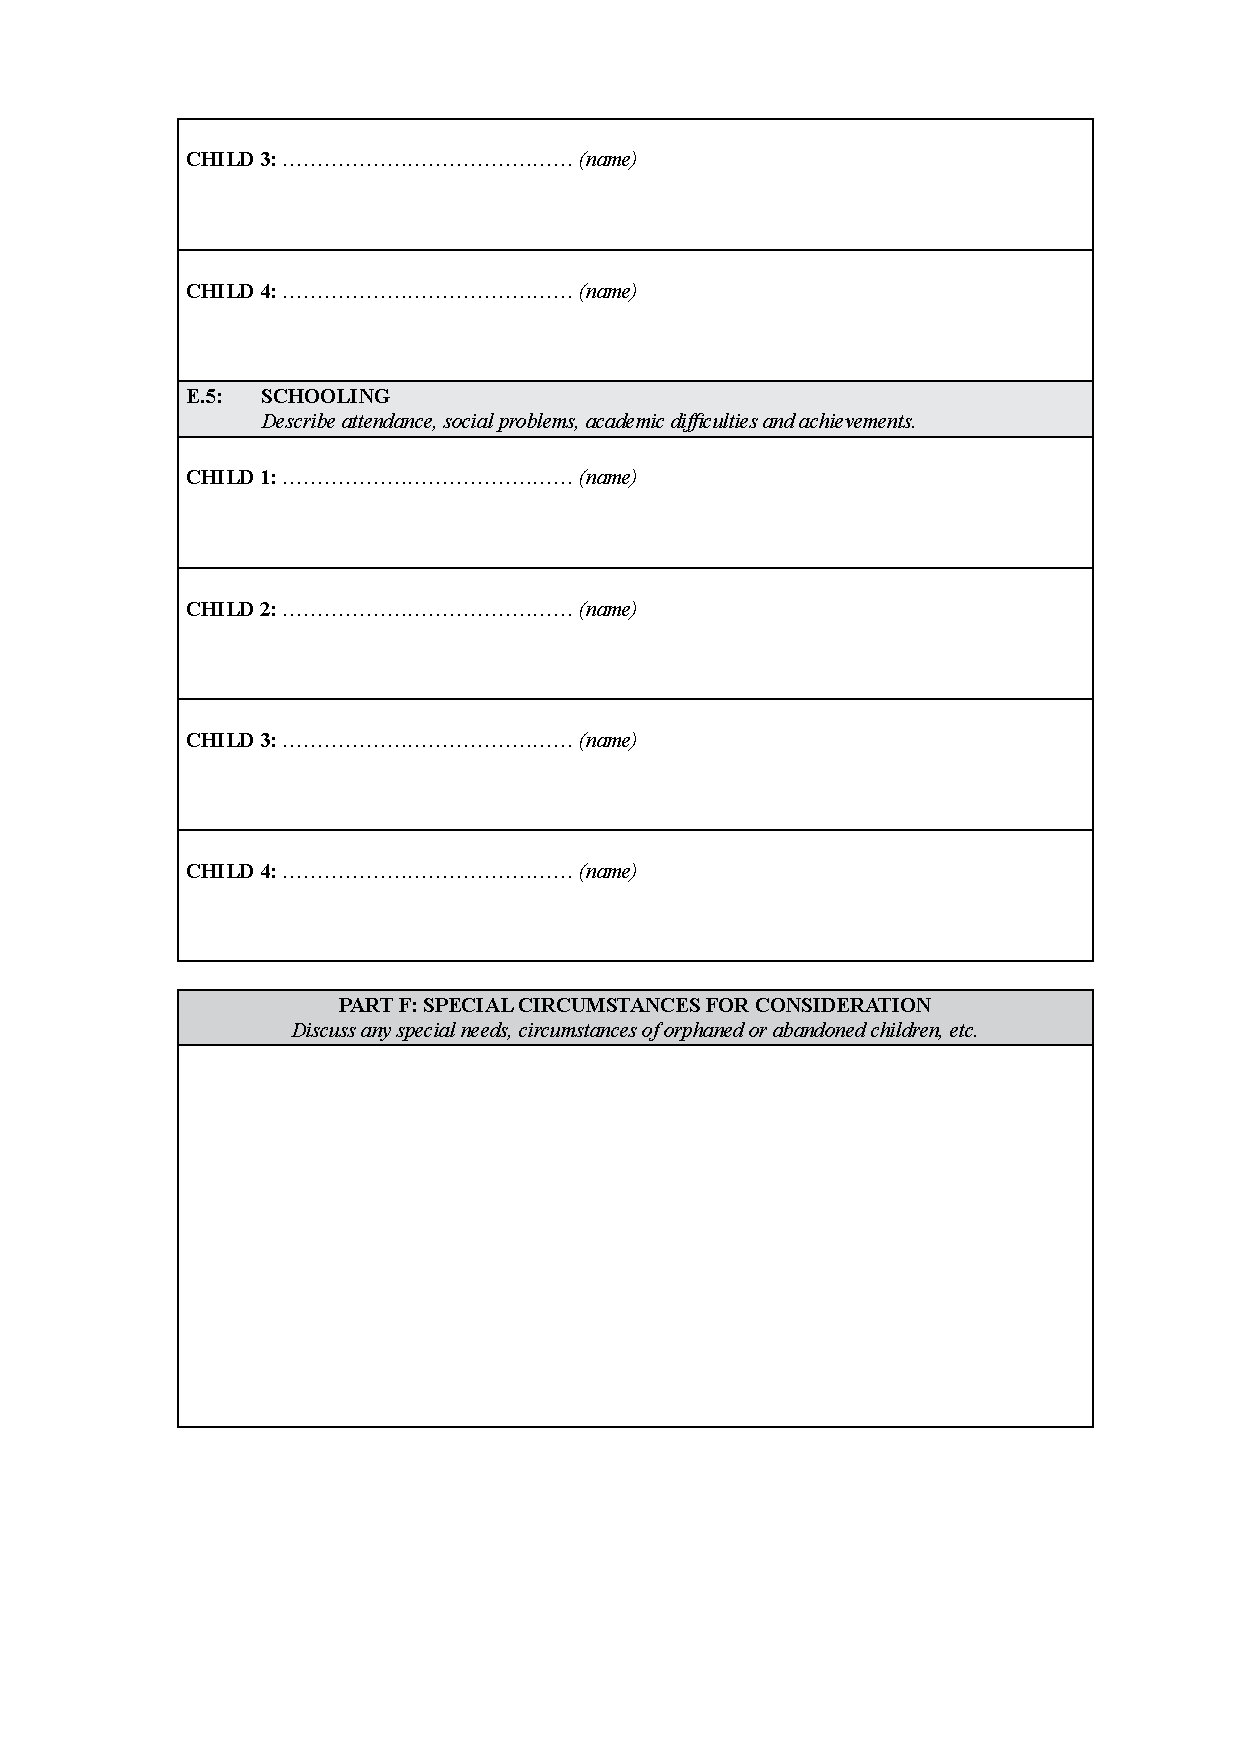 CHILD 3: …………………………………… (name)
CHILD 4: …………………………………… (name)
E.5: SCHOOLING
Describe attendance, social problems, academic difficulties and achievements.
CHILD 1: …………………………………… (name)
CHILD 2: …………………………………… (name)
CHILD 3: …………………………………… (name)
CHILD 4: …………………………………… (name)
PART F: SPECIAL CIRCUMSTANCES FOR CONSIDERATION
Discuss any special needs, circumstances of orphaned or abandoned children, etc.